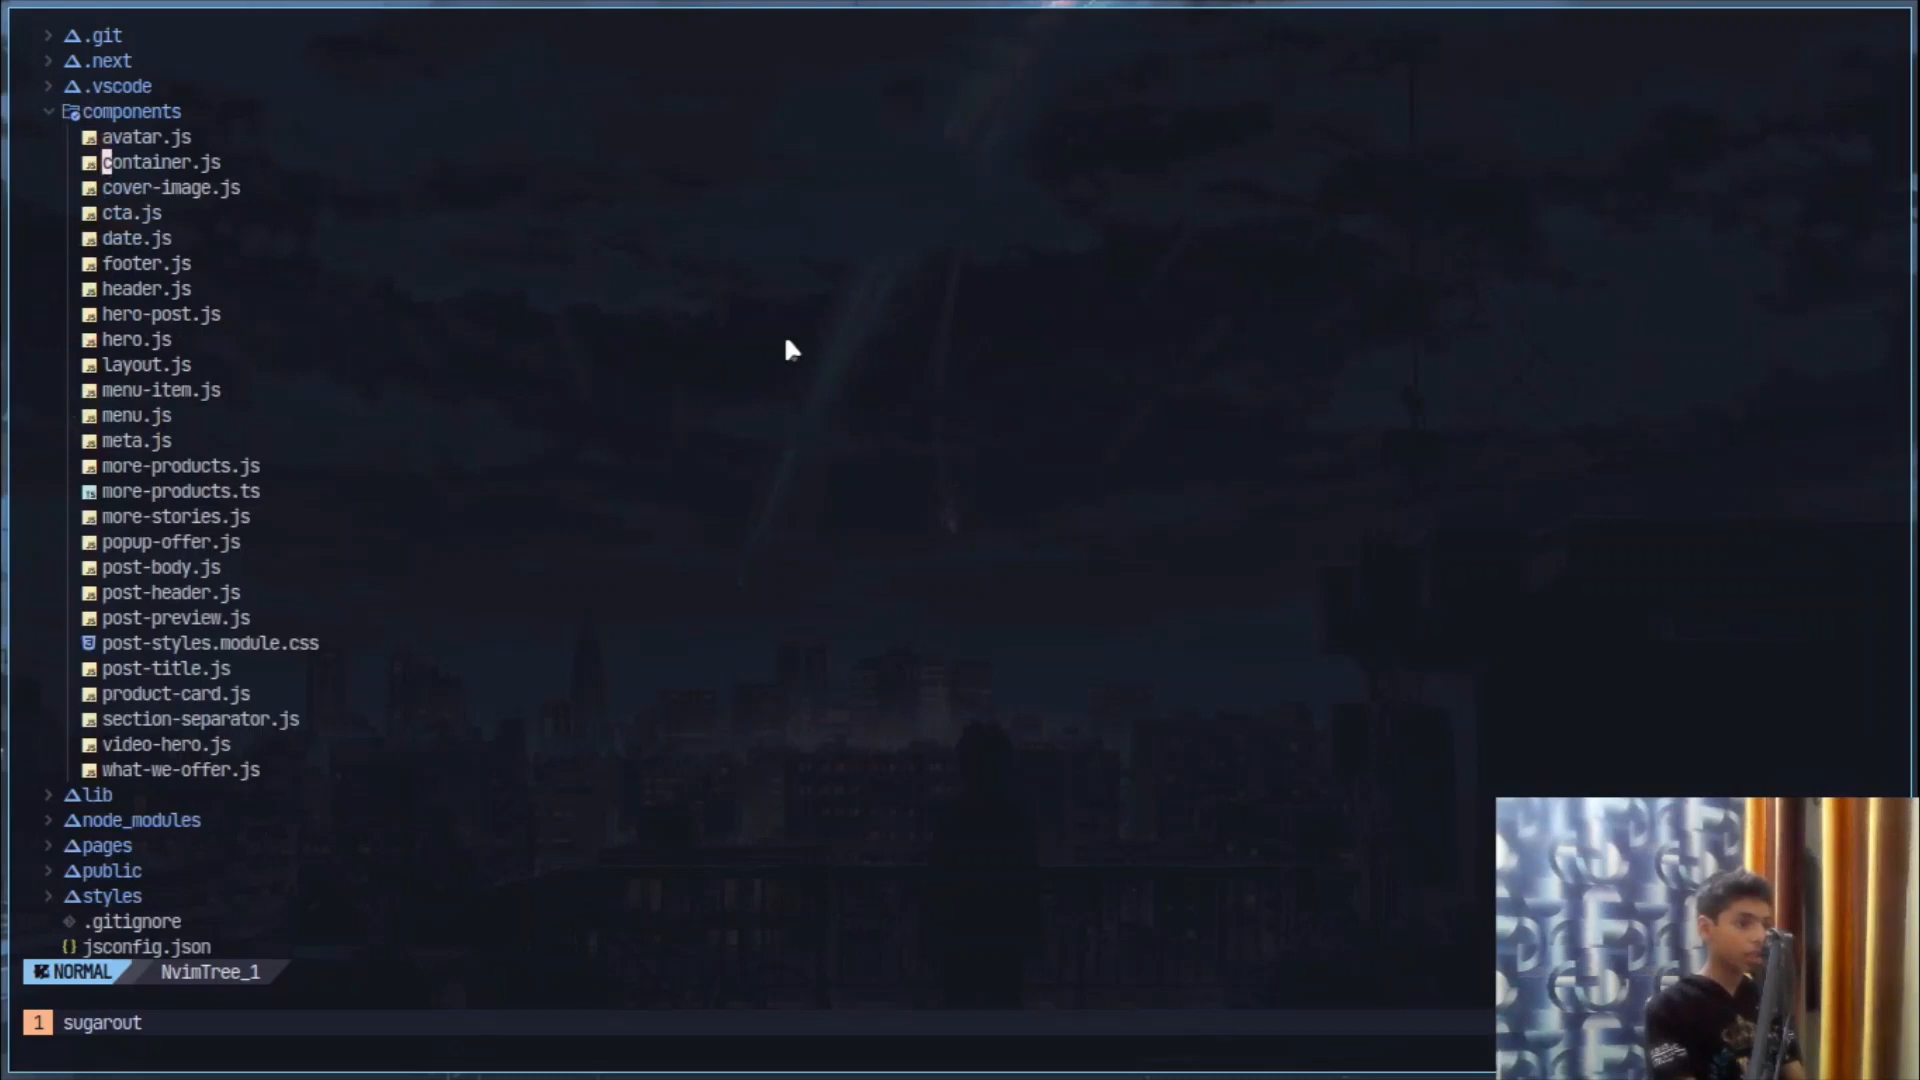 .git
.next
.vscode
components
avatar.js
container.js
cover-image.js
cta.js
date.js
footer.js
header.js
hero-post.js
hero.js
layout.js
menu-item.js
menu.js
meta.js
more-products.js
more-products.ts
more-stories.js
popup-offer.js
post-body.js
post-header.js
post-preview.js
post-styles.module.css
post-title.js
product-card.js
section-separator.js
video-hero.js
what-we-offer.js
lib
node_modules
pages
public
styles
.gitignore
{} jsconfig.json
NORMAL NvimTree_1
1 sugarout